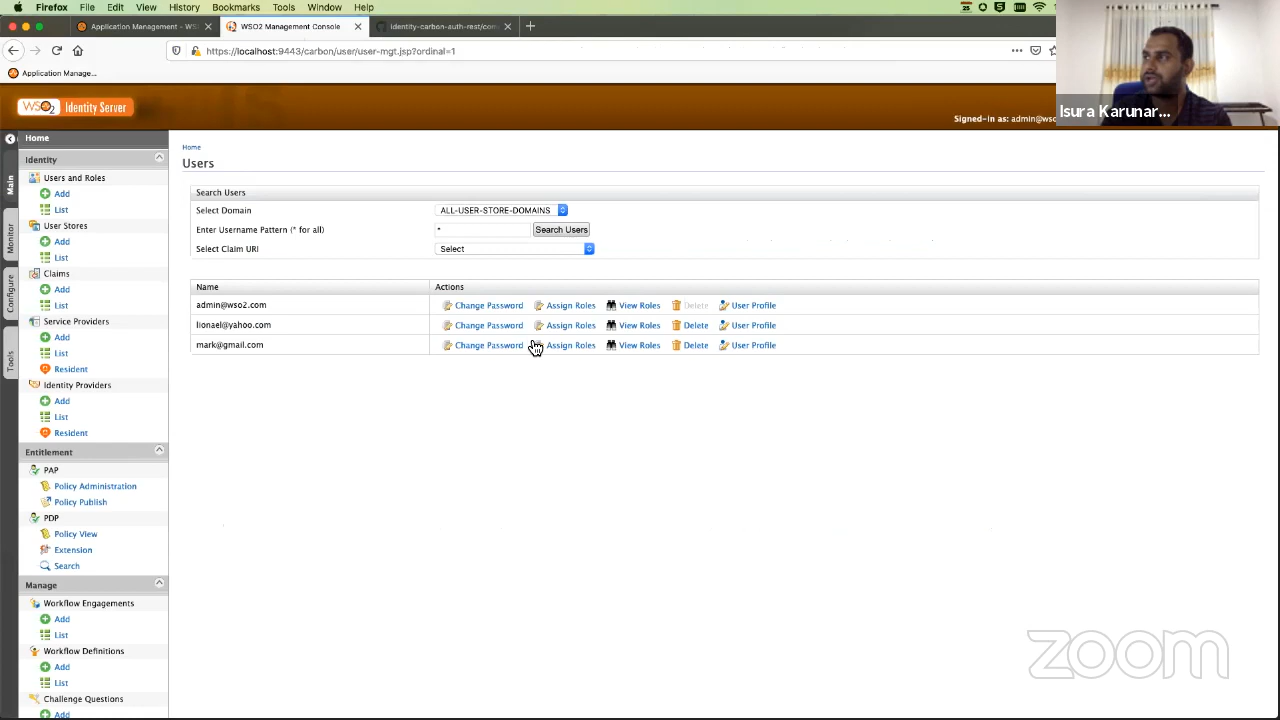 Firefox File Edit View History Bookmarks Tools Window Help
Application Management - WS
WSO2 Management Console
identity-carbon-auth-rest/com
https://localhost:9443/carbon/user/user-mgt.jsp?ordinal=1
Application Manage...
WSO2 Identity Server
Signed-in as: admin@wso
Isura Karunar...
Home
Main
Monitor
Configure
Tools
Identity
Users and Roles
Add
List
User Stores
Add
List
Claims
Add
List
Service Providers
Add
List
Resident
Identity Providers
Add
List
Resident
Entitlement
PAP
Policy Administration
Policy Publish
PDP
Policy View
Extension
Search
Manage
Workflow Engagements
Add
List
Workflow Definitions
Add
List
Challenge Questions
Add
Home
Users
Search Users
Select Domain ALL-USER-STORE-DOMAINS
Enter Username Pattern (* for all) * Search Users
Select Claim URI Select
Name Actions
admin@wso2.com Change Password Assign Roles View Roles Delete User Profile
lionael@yahoo.com Change Password Assign Roles View Roles Delete User Profile
mark@gmail.com Change Password Assign Roles View Roles Delete User Profile
zoom